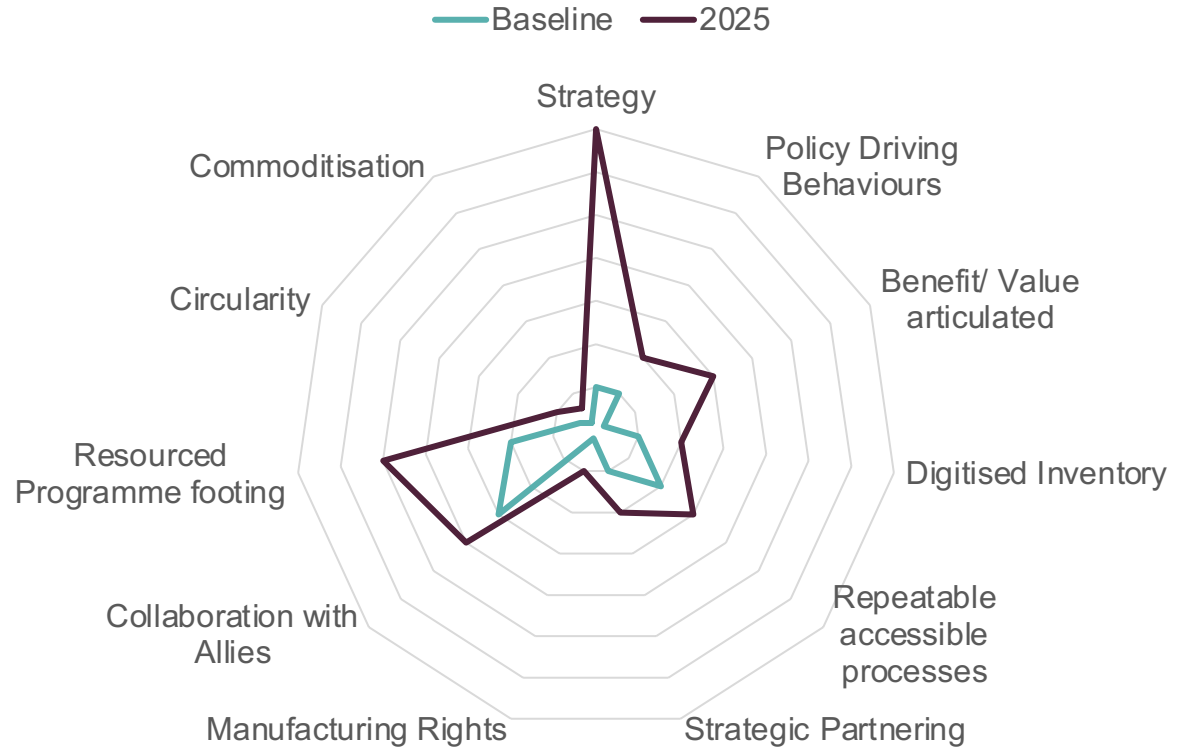 Baseline 2025
Strategy
Policy Driving
Behaviours
Benefit/ Value
articulated
Digitised Inventory
Repeatable
accessible
processes
Strategic Partnering
Manufacturing Rights
Collaboration with
Allies
Resourced
Programme footing
Circularity
Commoditisation